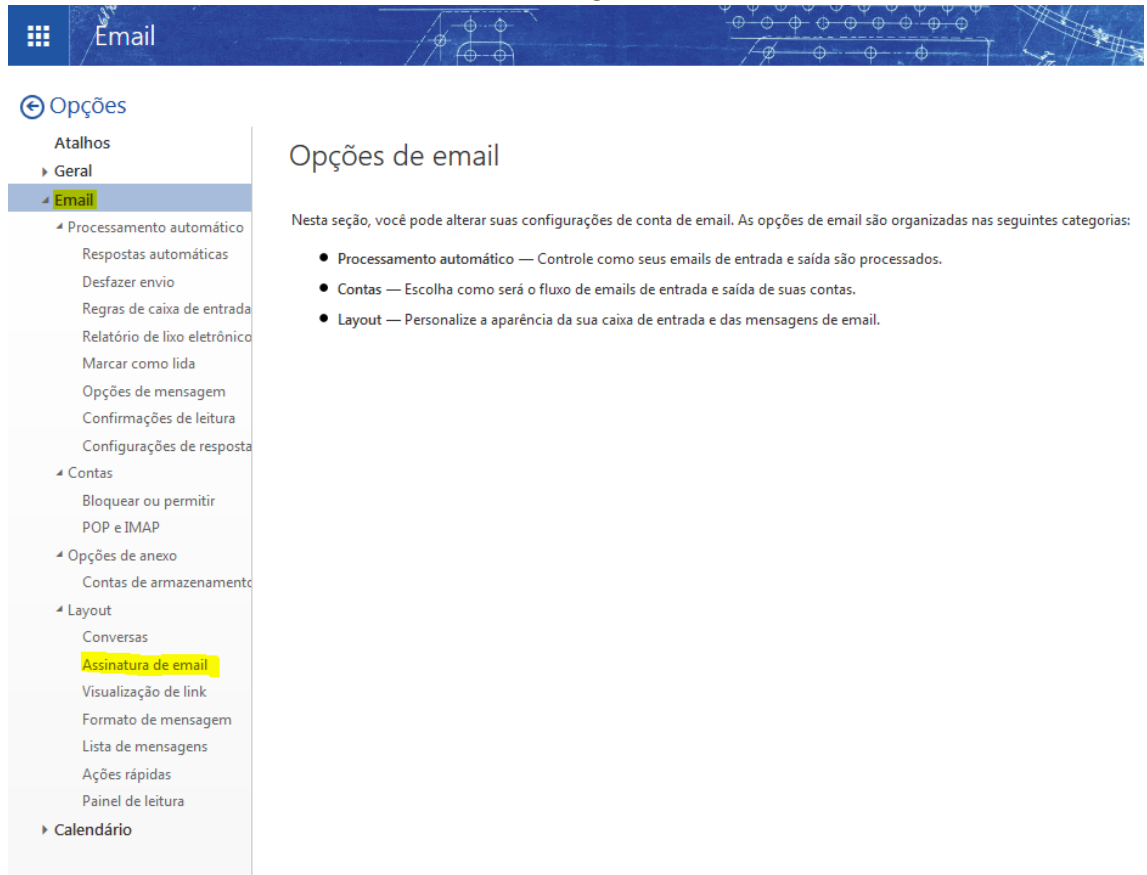 Email
Opções
Atalhos
Geral
Email
Processamento automático
Respostas automáticas
Desfazer envio
Regras de caixa de entrada
Relatório de lixo eletrônico
Marcar como lida
Opções de mensagem
Confirmações de leitura
Configurações de resposta
Contas
Bloquear ou permitir
POP e IMAP
Opções de anexo
Contas de armazenamento
Layout
Conversas
Assinatura de email
Visualização de link
Formato de mensagem
Lista de mensagens
Ações rápidas
Painel de leitura
Calendário
Opções de email
Nesta seção, você pode alterar suas configurações de conta de email. As opções de email são organizadas nas seguintes categorias:
● Processamento automático — Controle como seus emails de entrada e saída são processados.
● Contas — Escolha como será o fluxo de emails de entrada e saída de suas contas.
● Layout — Personalize a aparência da sua caixa de entrada e das mensagens de email.